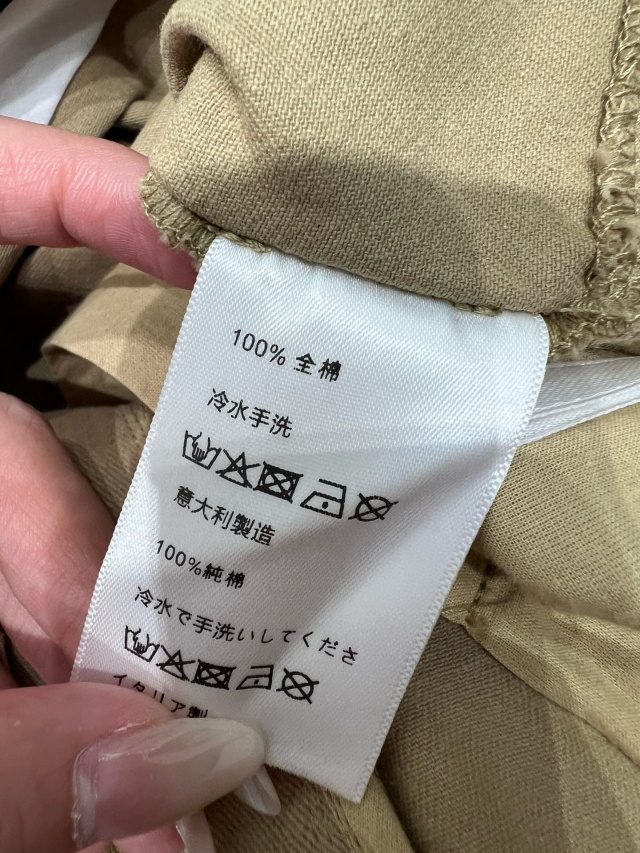 100% 全棉
冷水手洗
意大利製造
100%純棉
冷水で手洗いしてくださ
イタリア製